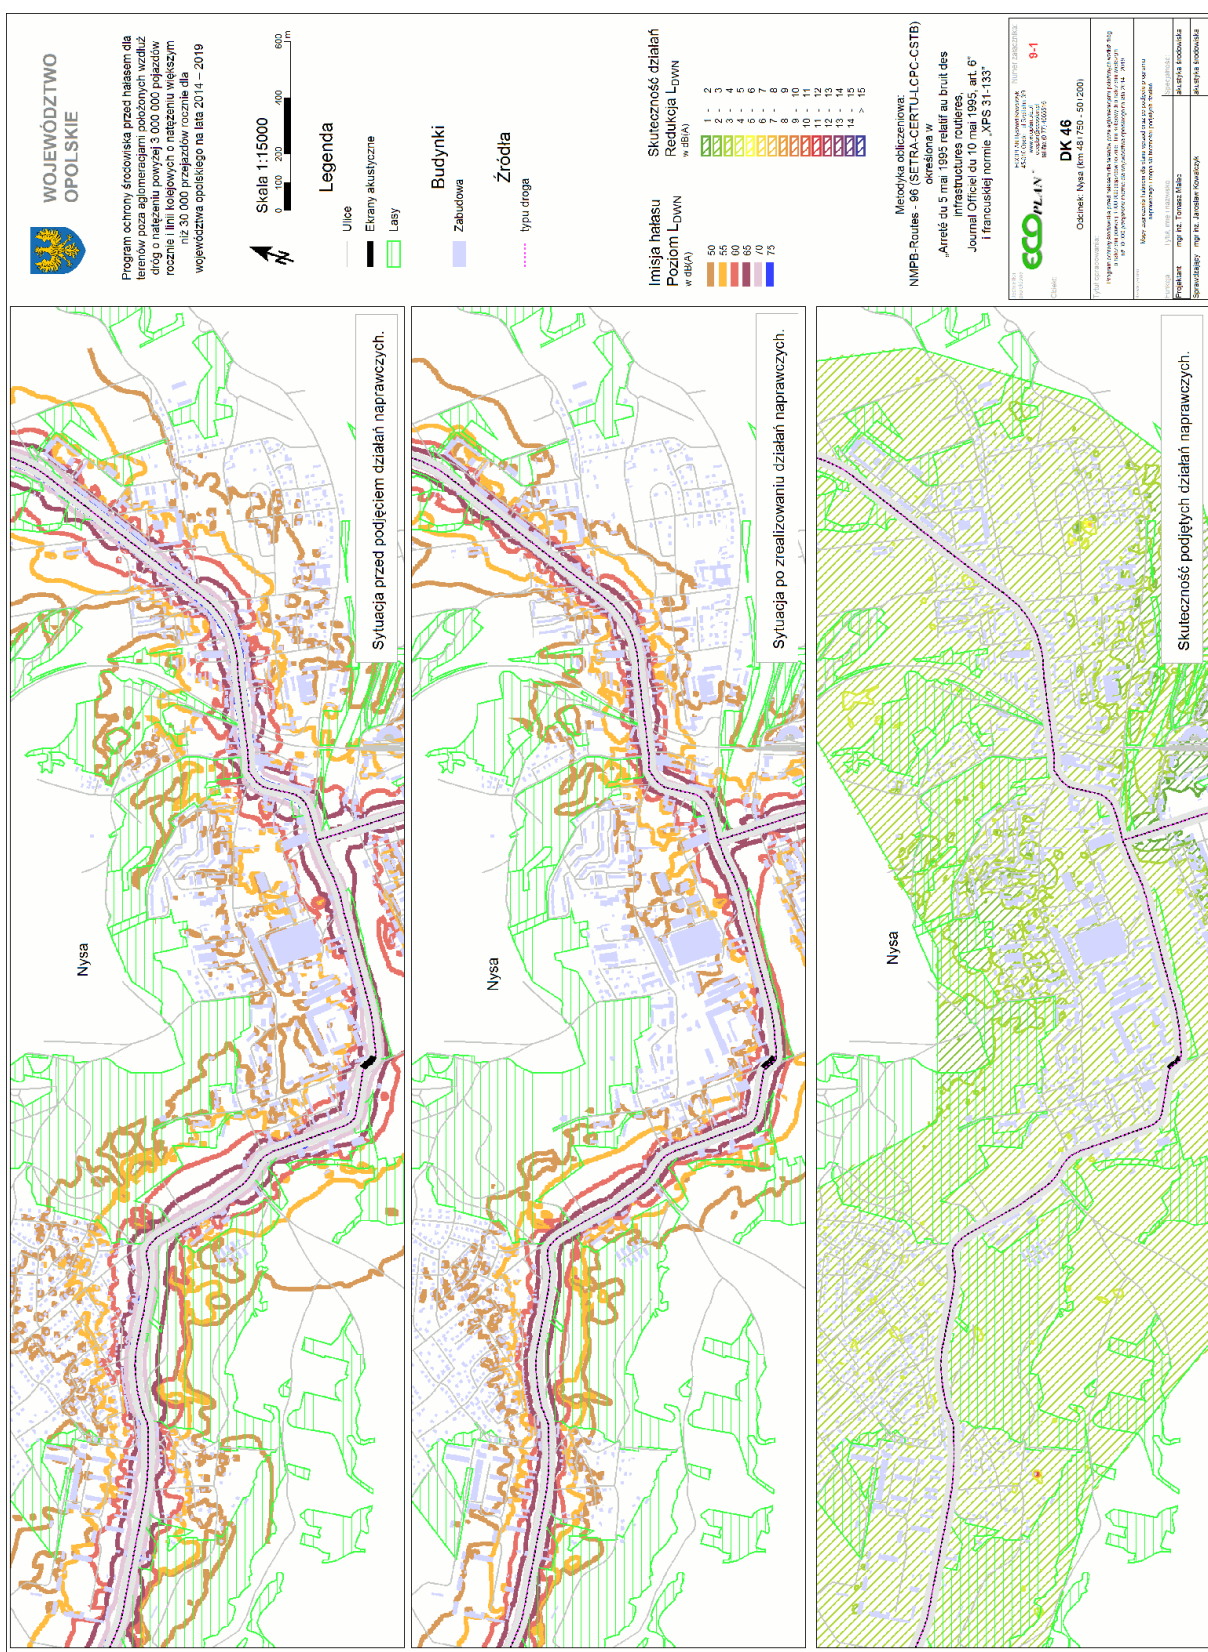 WOJEWÓDZTWO
OPOLSKIE
Program ochrony środowiska przed hałasem dla
terenów poza aglomeracjami położonych wzdłuż
dróg o natężeniu powyżej 3 000 000 pojazdów
rocznie i linii kolejowych o natężeniu większym
niż 30 000 przejazdów rocznie dla
województwa opolskiego na lata 2014 – 2019
Skala 1:15000
0 100 200 400 600
m
Legenda
Ulice
Ekrany akustyczne
Lasy
Budynki
Zabudowa
Źródła
typu droga
Imisja hałasu
Poziom LDWN
w dB(A)
50
55
60
65
70
75
Skuteczność działań
Redukcja LDWN
w dB(A)
1 - 2
2 - 3
3 - 4
4 - 5
5 - 6
6 - 7
7 - 8
8 - 9
9 - 10
10 - 11
11 - 12
12 - 13
13 - 14
14 - 15
> 15
Metodyka obliczeniowa:
NMPB-Routes - 96 (SETRA-CERTU-LCPC-CSTB)
określona w
„Arreté du 5 mai 1995 relatif au bruit des
infrastructures routieres,
Journal Officiel du 10 mai 1995, art. 6”
i francuskiej normie „XPS 31-133”
ECOPLAN
9-1
DK 46
Odcinek: Nysa (km 48+750 - 50+200)
Projektant mgr inż. Tomasz Malec akustyka środowiska
Sprawdzający mgr inż. Jarosław Kowalczyk akustyka środowiska
Nysa
Sytuacja przed podjęciem działań naprawczych.
Nysa
Sytuacja po zrealizowaniu działań naprawczych.
Nysa
Skuteczność podjętych działań naprawczych.